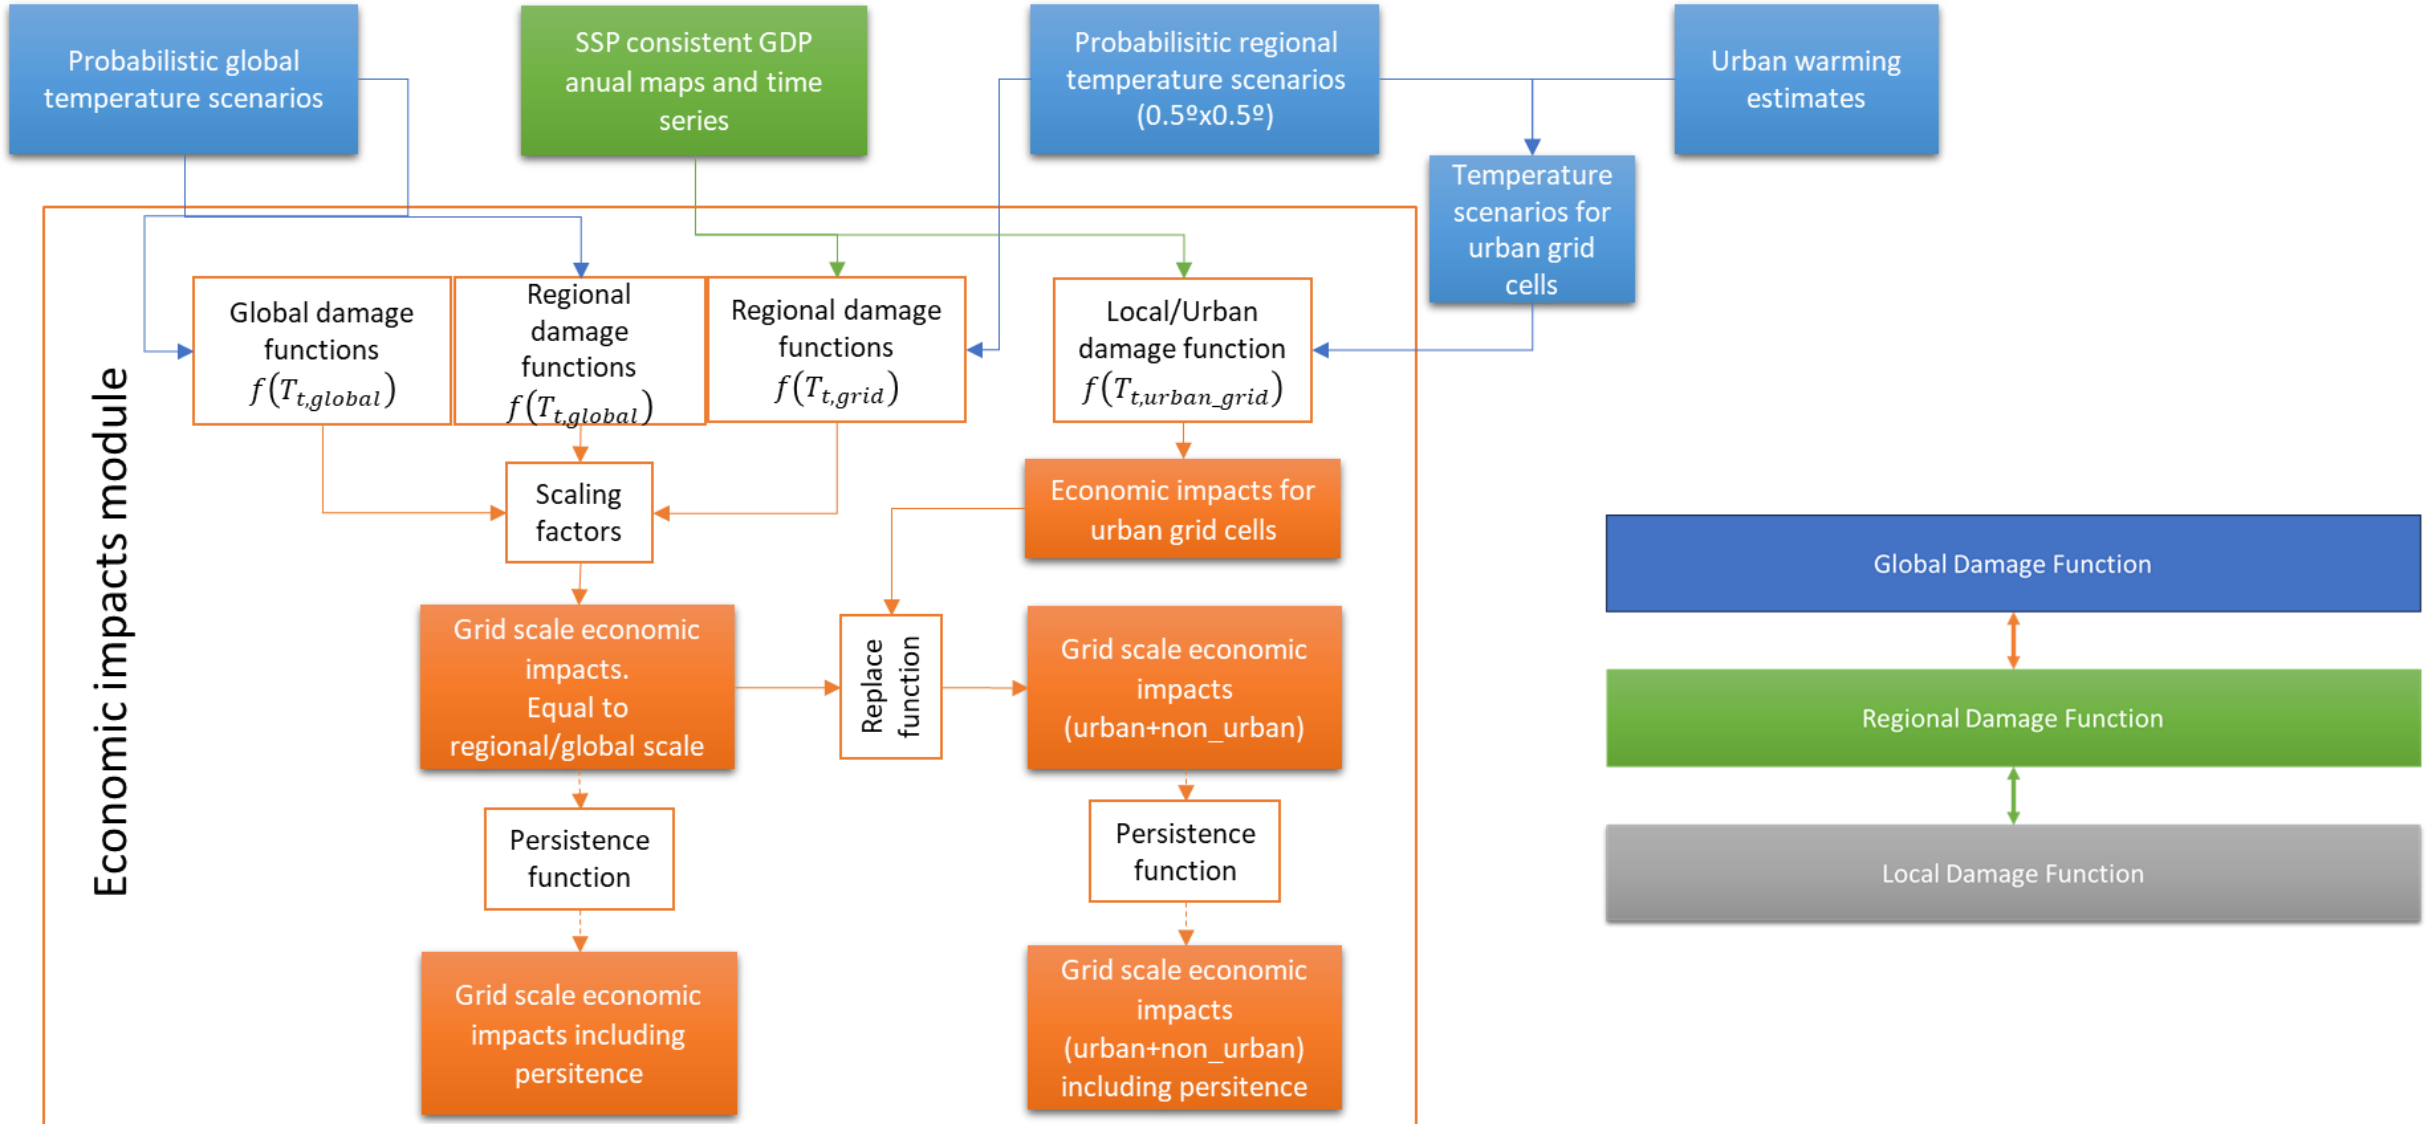 Probabilistic global
temperature scenarios
SSP consistent GDP
anual maps and time
series
Probabilisitic regional
temperature scenarios
(0.5ºx0.5º)
Urban warming
estimates
Temperature
scenarios for
urban grid
cells
Economic impacts module
Global damage
functions
f(T_{t,global})
Regional
damage
functions
f(T_{t,global})
Regional damage
functions
f(T_{t,grid})
Local/Urban
damage function
f(T_{t,urban_grid})
Scaling
factors
Economic impacts for
urban grid cells
Grid scale economic
impacts.
Equal to
regional/global scale
Replace
function
Grid scale economic
impacts
(urban+non_urban)
Persistence
function
Persistence
function
Grid scale economic
impacts including
persitence
Grid scale economic
impacts
(urban+non_urban)
including persitence
Global Damage Function
Regional Damage Function
Local Damage Function